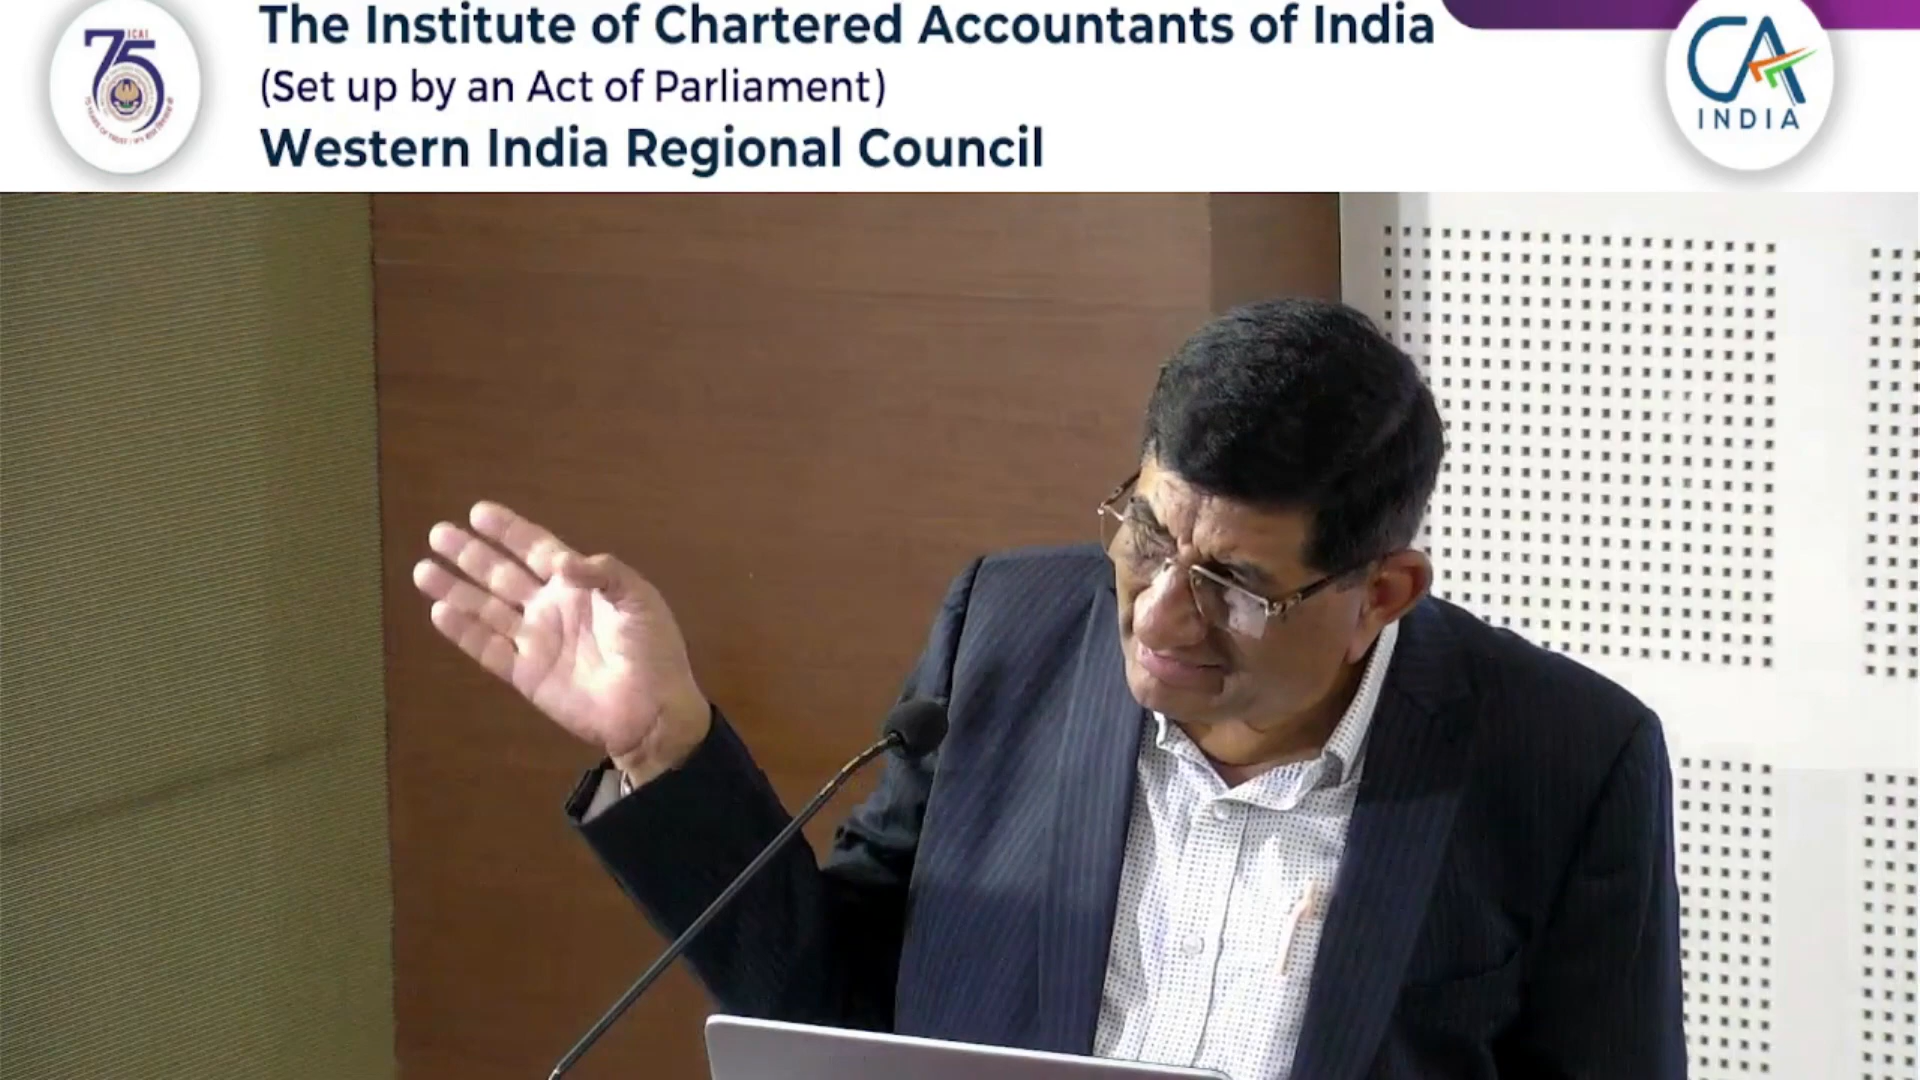 ICAI
75
The Institute of Chartered Accountants of India
(Set up by an Act of Parliament)
Western India Regional Council
CA
INDIA